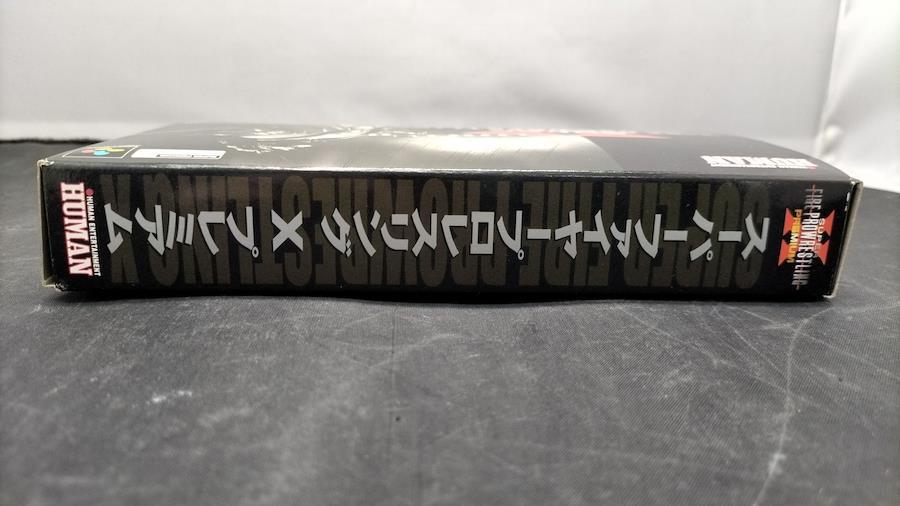 SUPER
FIRE PROWRESTLING
X
PREMIUM
スーパーファイヤープロレスリング X プレミアム
SUPER FIRE PROWRESTLING X
HUMAN ENTERTAINMENT
HUMAN
HUMAN